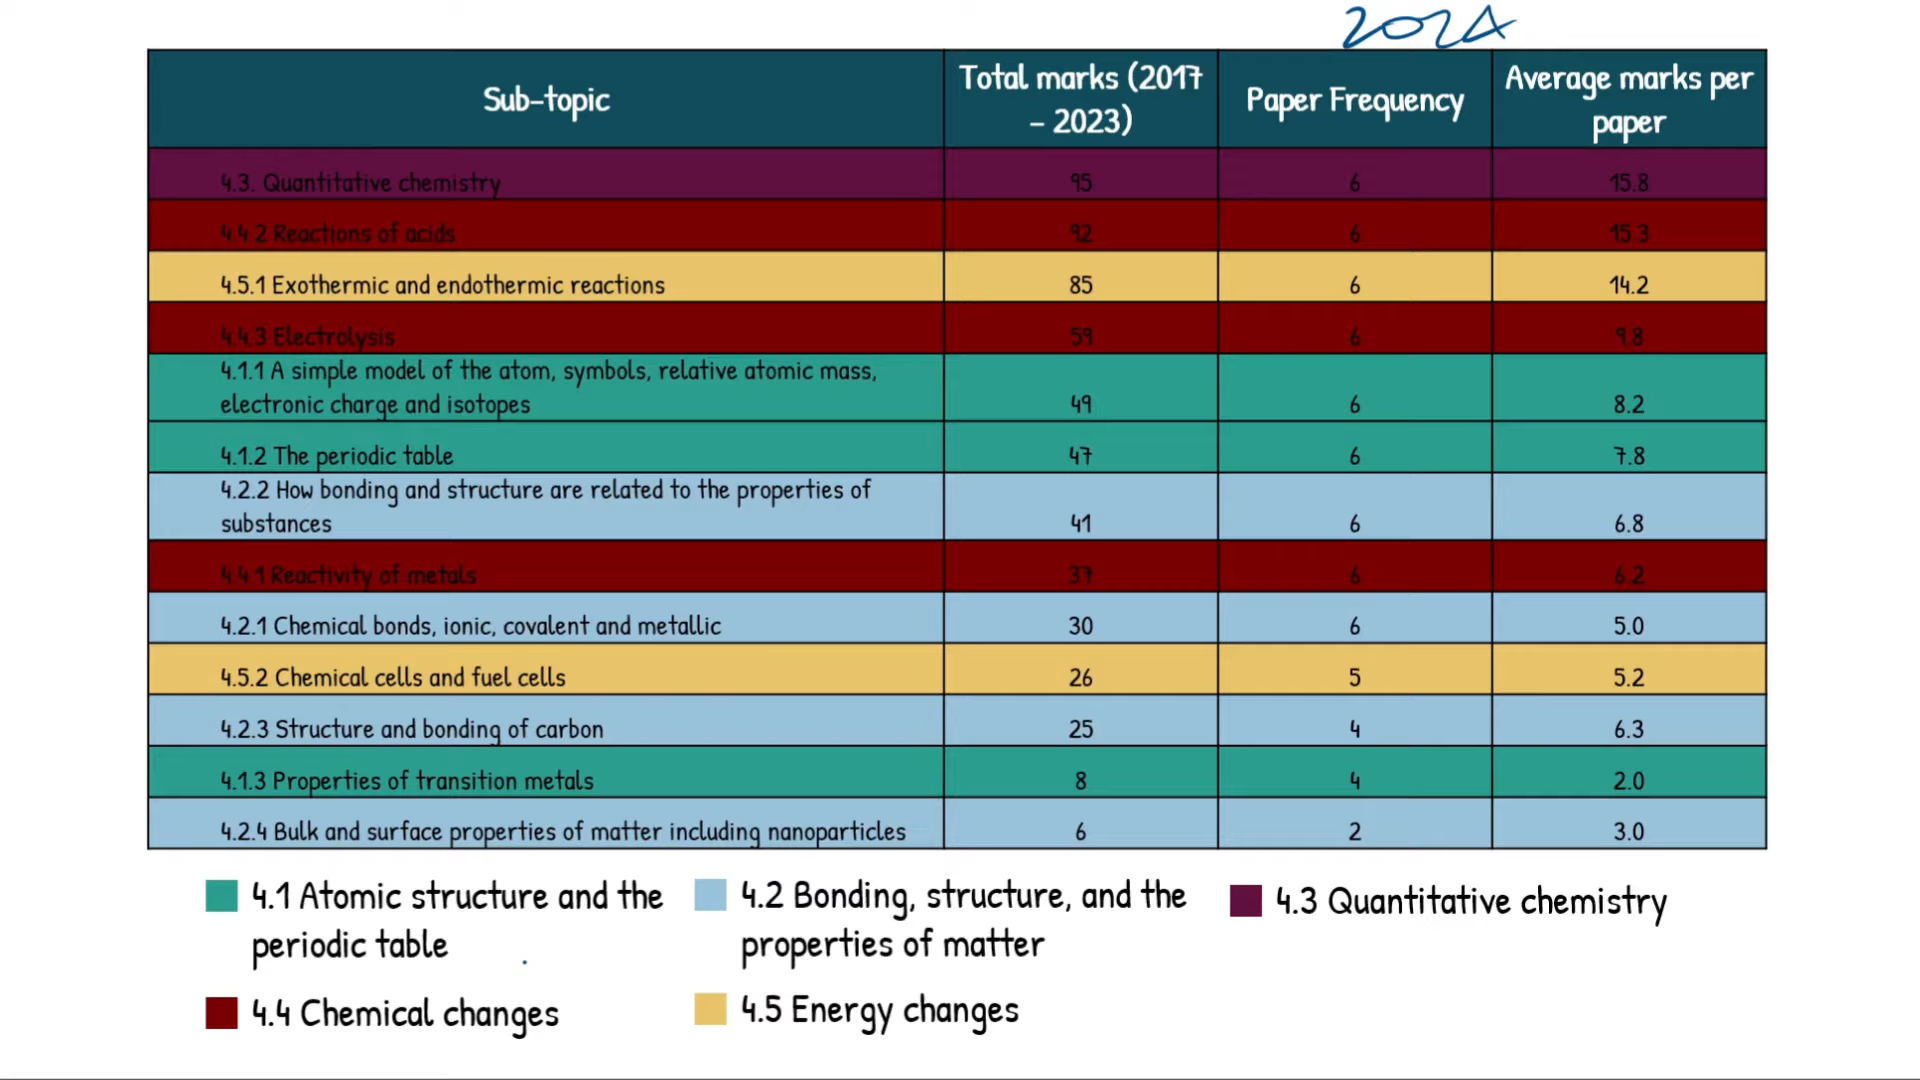 2024
Sub-topic
Total marks (2017
– 2023)
Paper Frequency
Average marks per
paper
4.3. Quantitative chemistry 95 6 15.8
4.4.2 Reactions of acids 92 6 15.3
4.5.1 Exothermic and endothermic reactions 85 6 14.2
4.4.3 Electrolysis 59 6 9.8
4.1.1 A simple model of the atom, symbols, relative atomic mass,
electronic charge and isotopes 49 6 8.2
4.1.2 The periodic table 47 6 7.8
4.2.2 How bonding and structure are related to the properties of
substances 41 6 6.8
4.4.1 Reactivity of metals 37 6 6.2
4.2.1 Chemical bonds, ionic, covalent and metallic 30 6 5.0
4.5.2 Chemical cells and fuel cells 26 5 5.2
4.2.3 Structure and bonding of carbon 25 4 6.3
4.1.3 Properties of transition metals 8 4 2.0
4.2.4 Bulk and surface properties of matter including nanoparticles 6 2 3.0
4.1 Atomic structure and the
periodic table
4.2 Bonding, structure, and the
properties of matter
4.3 Quantitative chemistry
4.4 Chemical changes
4.5 Energy changes